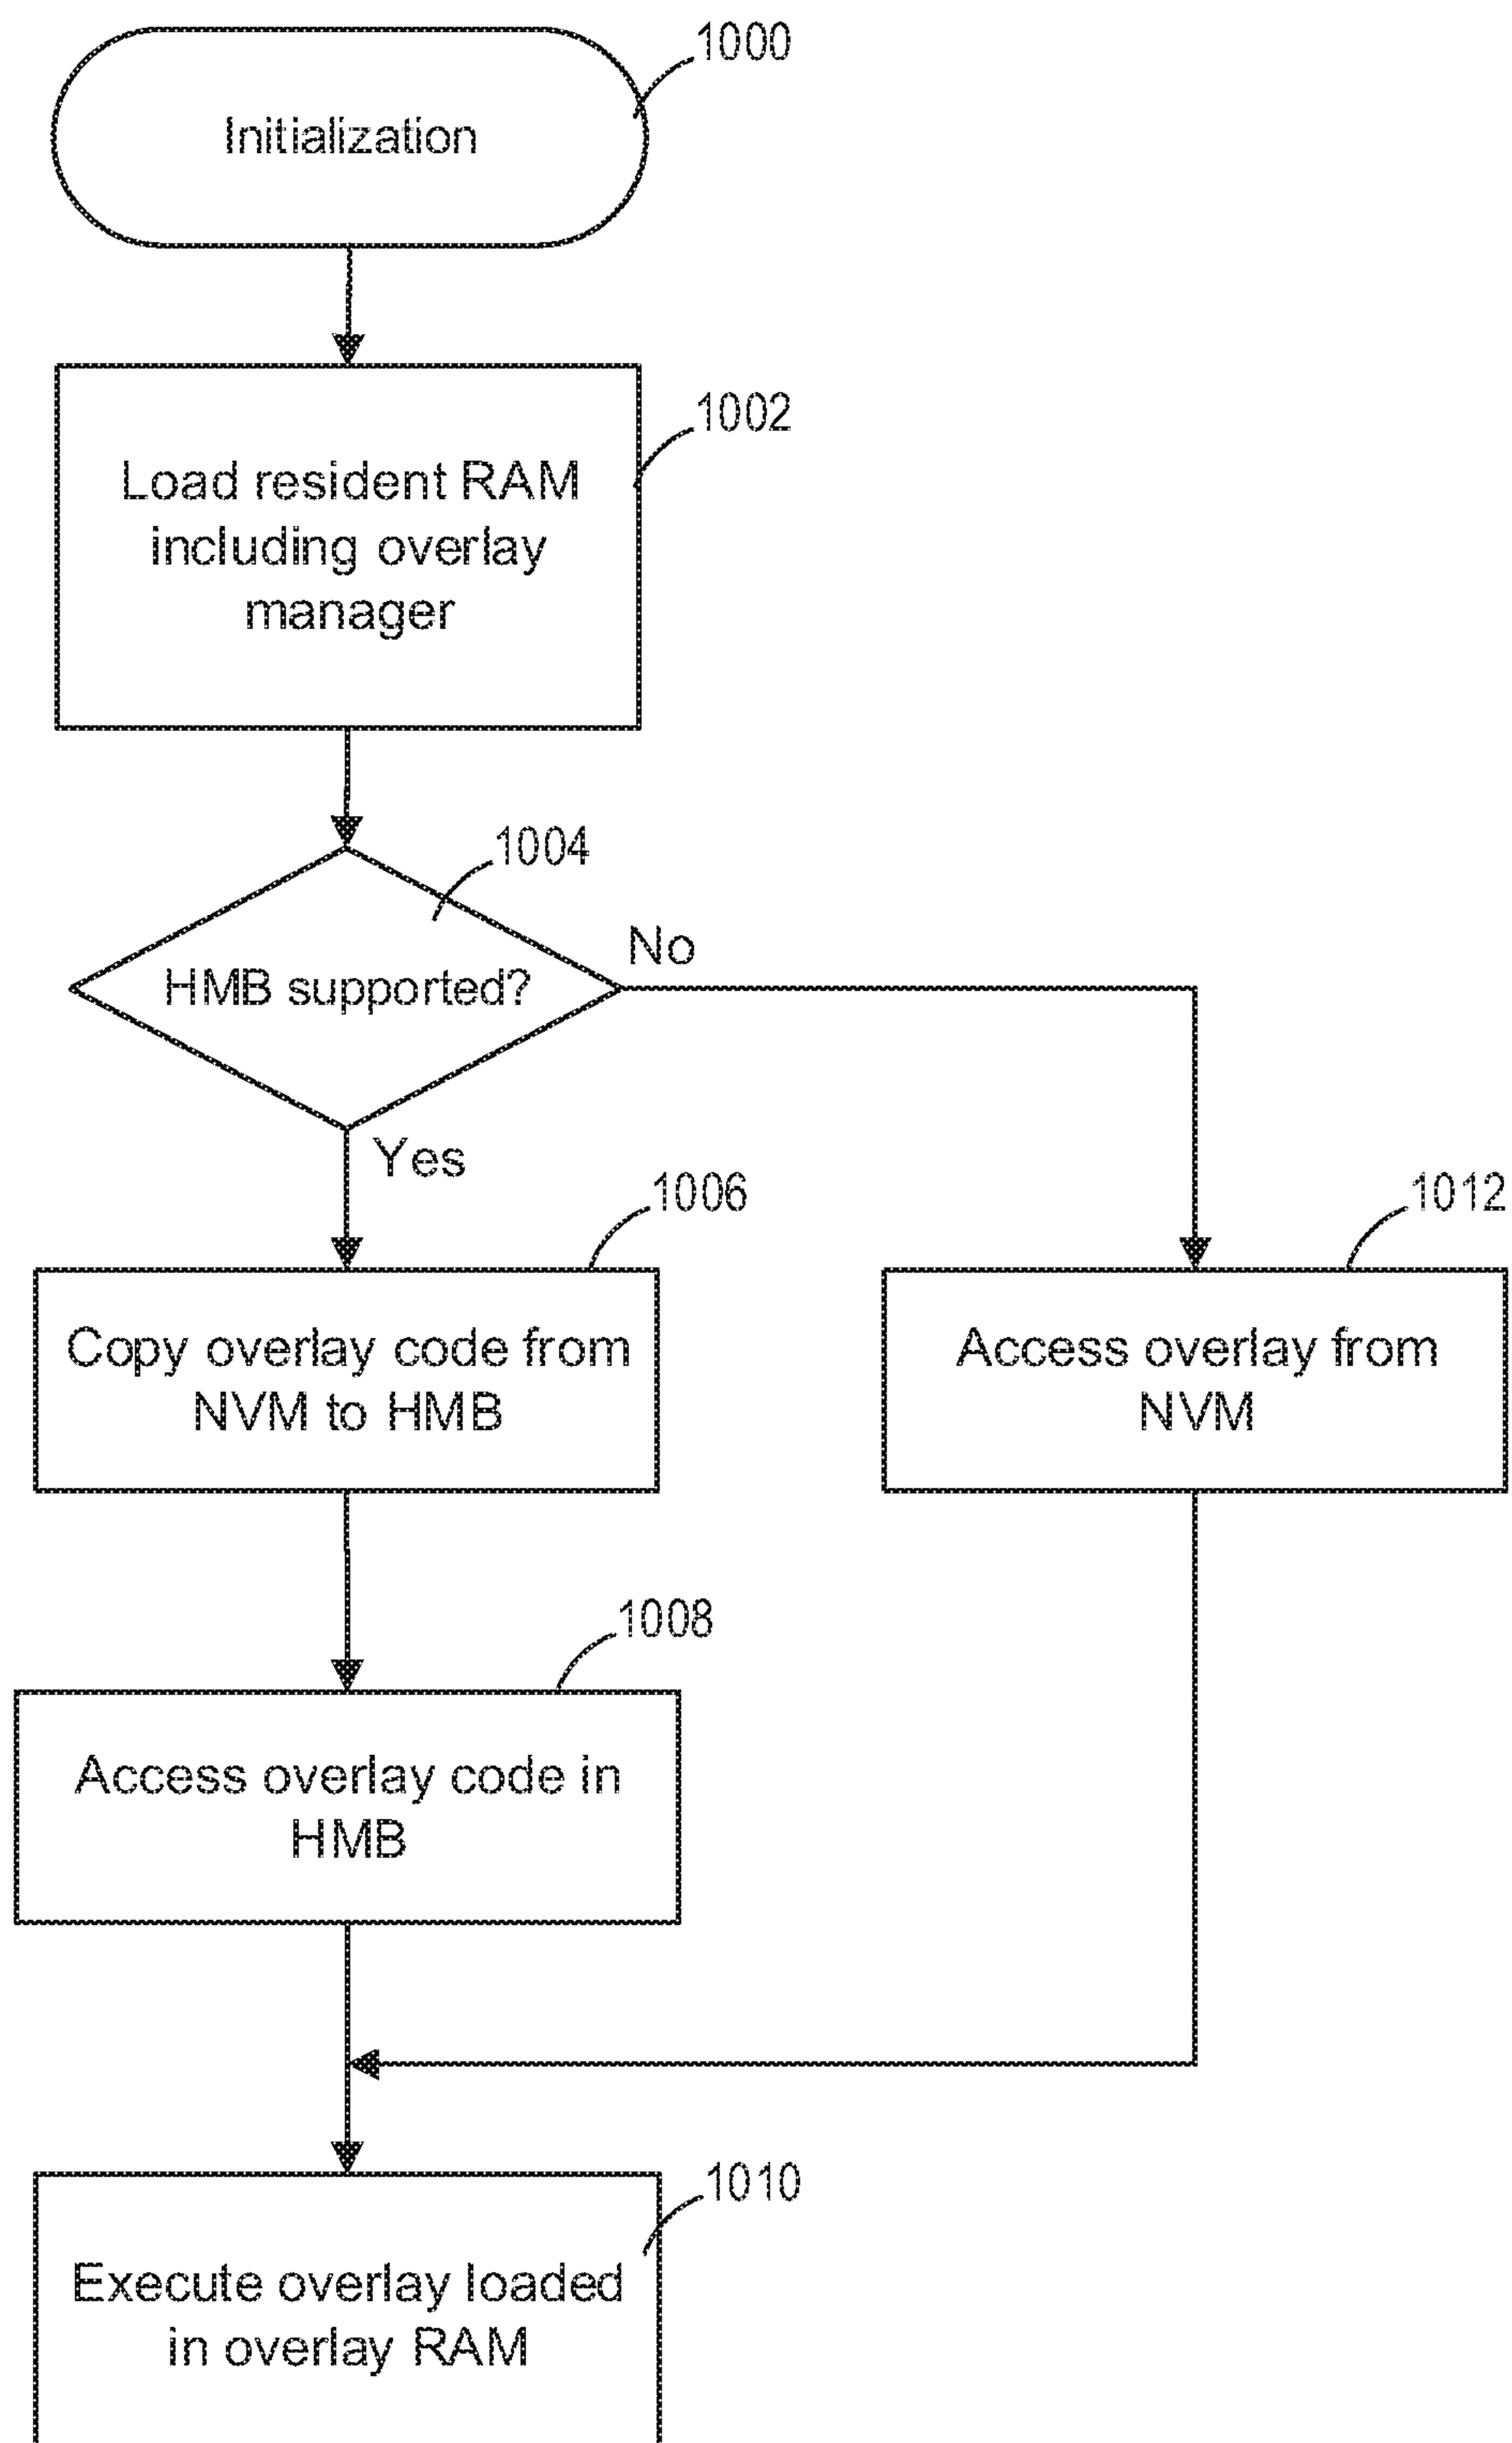 1000
Initialization
1002
Load resident RAM
including overlay
manager
1004
HMB supported?
No
Yes
1006
Copy overlay code from
NVM to HMB
1012
Access overlay from
NVM
1008
Access overlay code in
HMB
1010
Execute overlay loaded
in overlay RAM